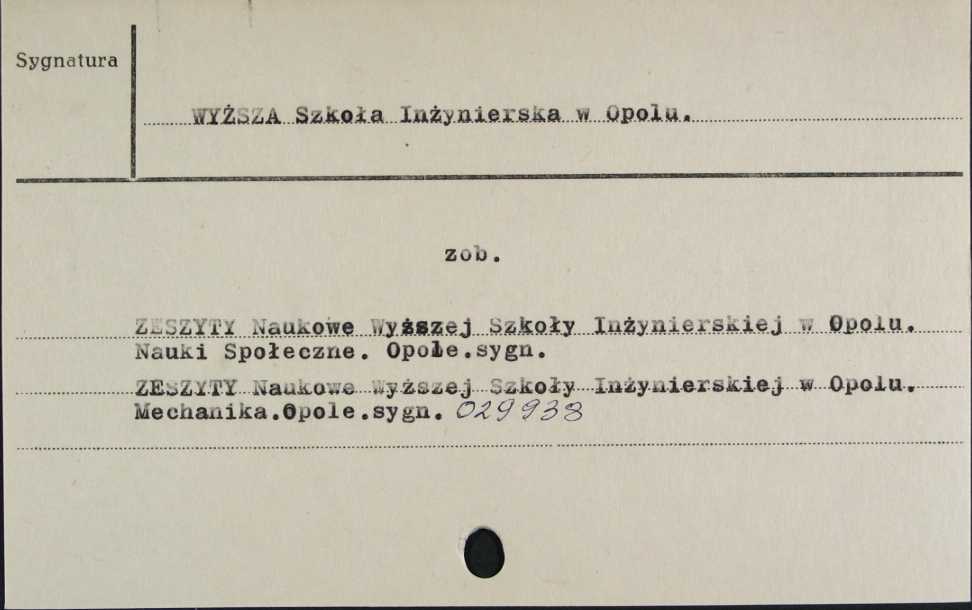 Sygnatura
WYŻSZA Szkoła Inżynierska w Opolu.
zob.
ZESZYTY Naukowe Wyższej Szkoły Inżynierskiej w Opolu.
Nauki Społeczne. Opole.sygn.
ZESZYTY Naukowe Wyższej Szkoły Inżynierskiej w Opolu.
Mechanika.Opole.sygn. 029938